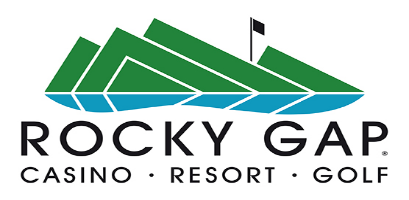 ROCKY GAP®
CASINO · RESORT · GOLF